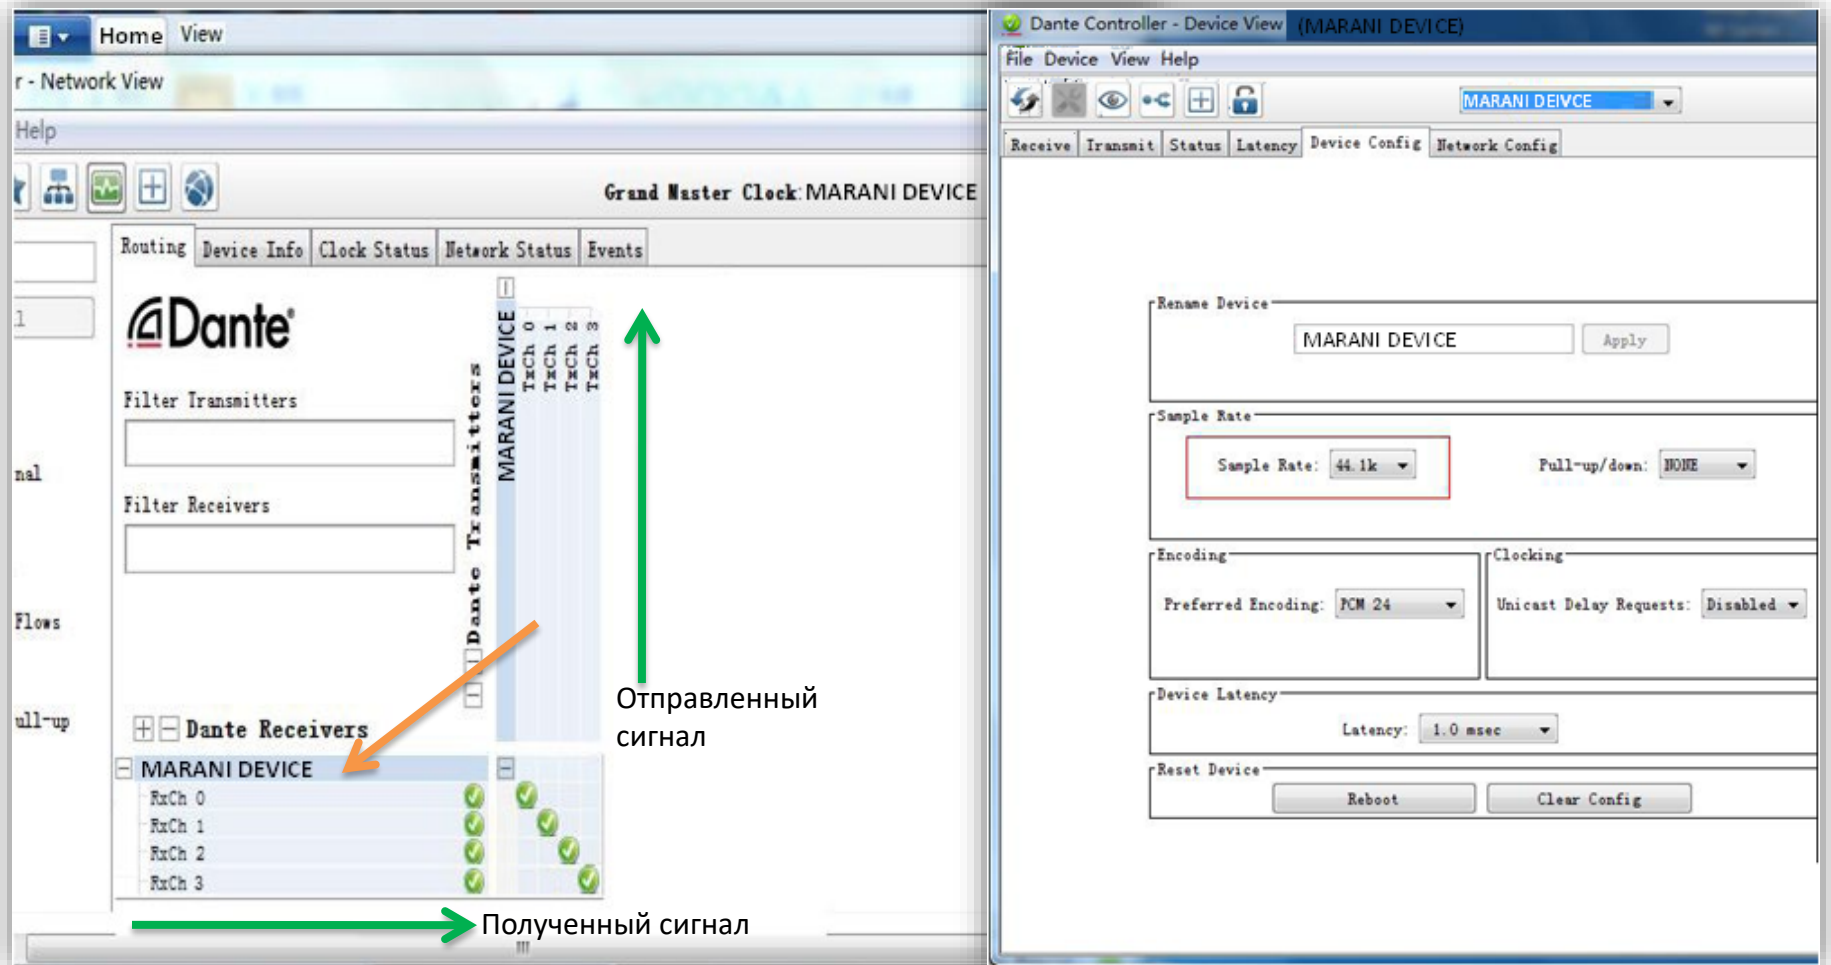 Home View
r - Network View
Help
Grand Master Clock: MARANI DEVICE
Routing Device Info Clock Status Network Status Events
Dante®
Filter Transmitters
Filter Receivers
nal
Flows
ull-up
Dante Transmitters
MARANI DEVICE
TxCh 0
TxCh 1
TxCh 2
TxCh 3
Отправленный
сигнал
Dante Receivers
MARANI DEVICE
RxCh 0
RxCh 1
RxCh 2
RxCh 3
Полученный сигнал
Dante Controller - Device View (MARANI DEVICE)
File Device View Help
MARANI DEIVCE
Receive Transmit Status Latency Device Config Network Config
Rename Device
MARANI DEVICE Apply
Sample Rate
Sample Rate: 44.1k Pull-up/down: NONE
Encoding Clocking
Preferred Encoding: PCM 24 Unicast Delay Requests: Disabled
Device Latency
Latency: 1.0 msec
Reset Device
Reboot Clear Config